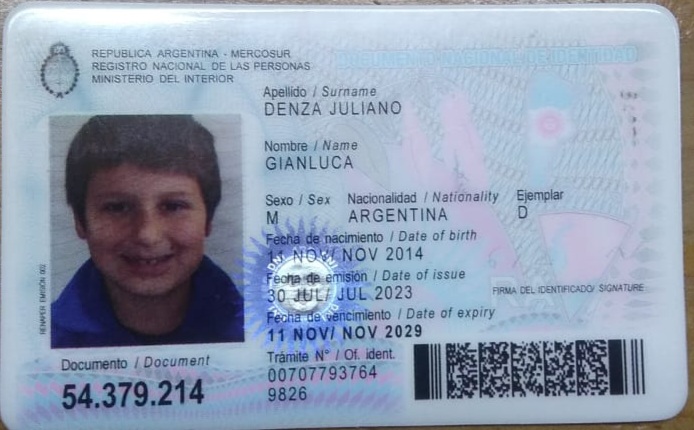 REPUBLICA ARGENTINA - MERCOSUR
REGISTRO NACIONAL DE LAS PERSONAS
MINISTERIO DEL INTERIOR
DOCUMENTO NACIONAL DE IDENTIDAD
Apellido / Surname
DENZA JULIANO
Nombre / Name
GIANLUCA
Sexo / Sex Nacionalidad / Nationality Ejemplar
M ARGENTINA D
Fecha de nacimiento / Date of birth
11 NOV/ NOV 2014
Fecha de emisión / Date of issue
30 JUL/ JUL 2023
FIRMA DEL IDENTIFICADO/ SIGNATURE
Fecha de vencimiento / Date of expiry
11 NOV/ NOV 2029
Trámite N° / Of. ident.
00707793764
9826
Documento / Document
54.379.214